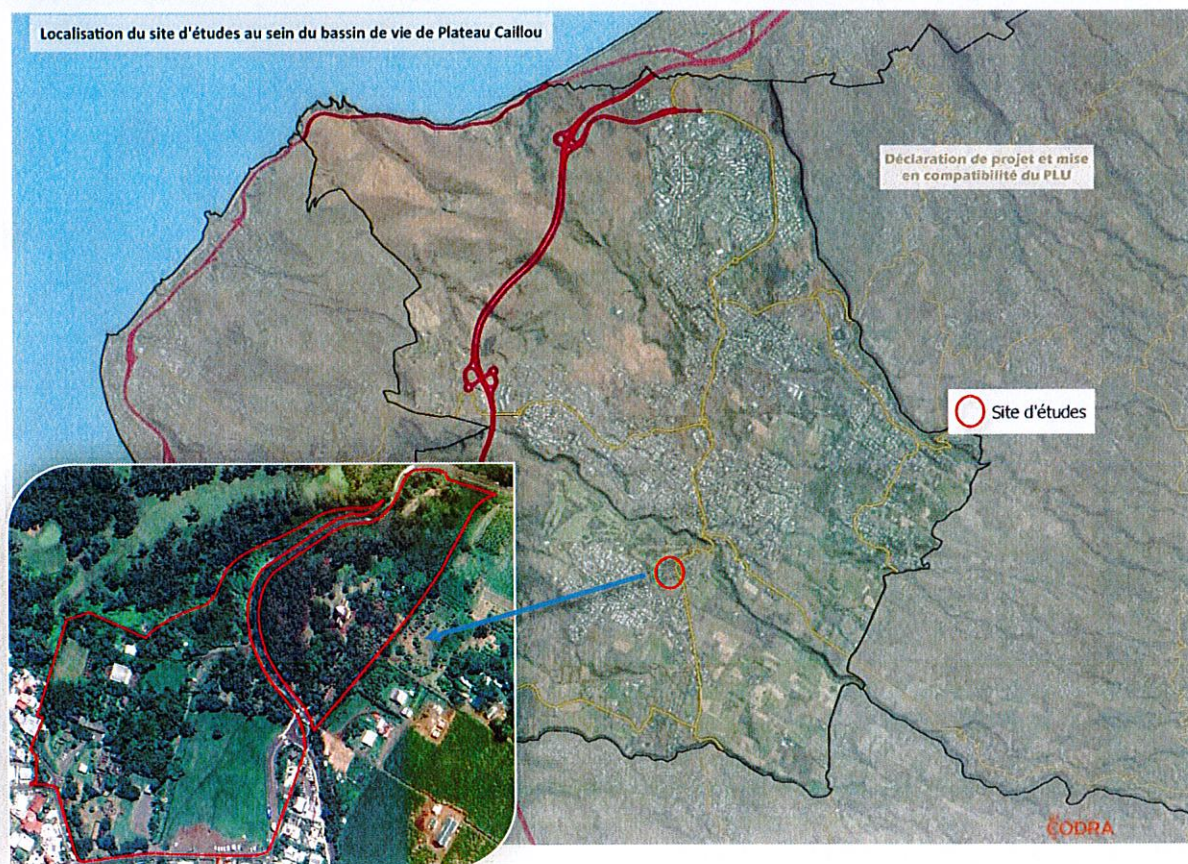 Localisation du site d'études au sein du bassin de vie de Plateau Caillou
Déclaration de projet et mise
en compatibilité du PLU
Site d'études
CODRA